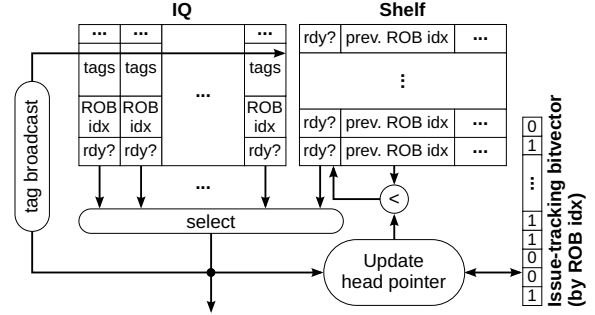 IQ
Shelf
... ... ...
rdy? prev. ROB idx ...
tags tags ... tags
...
ROB idx ROB idx ROB idx
rdy? prev. ROB idx ...
rdy? rdy? rdy?
rdy? prev. ROB idx ...
tag broadcast
...
<
select
Update
head pointer
0
1
...
1
1
0
0
1
Issue-tracking bitvector
(by ROB idx)